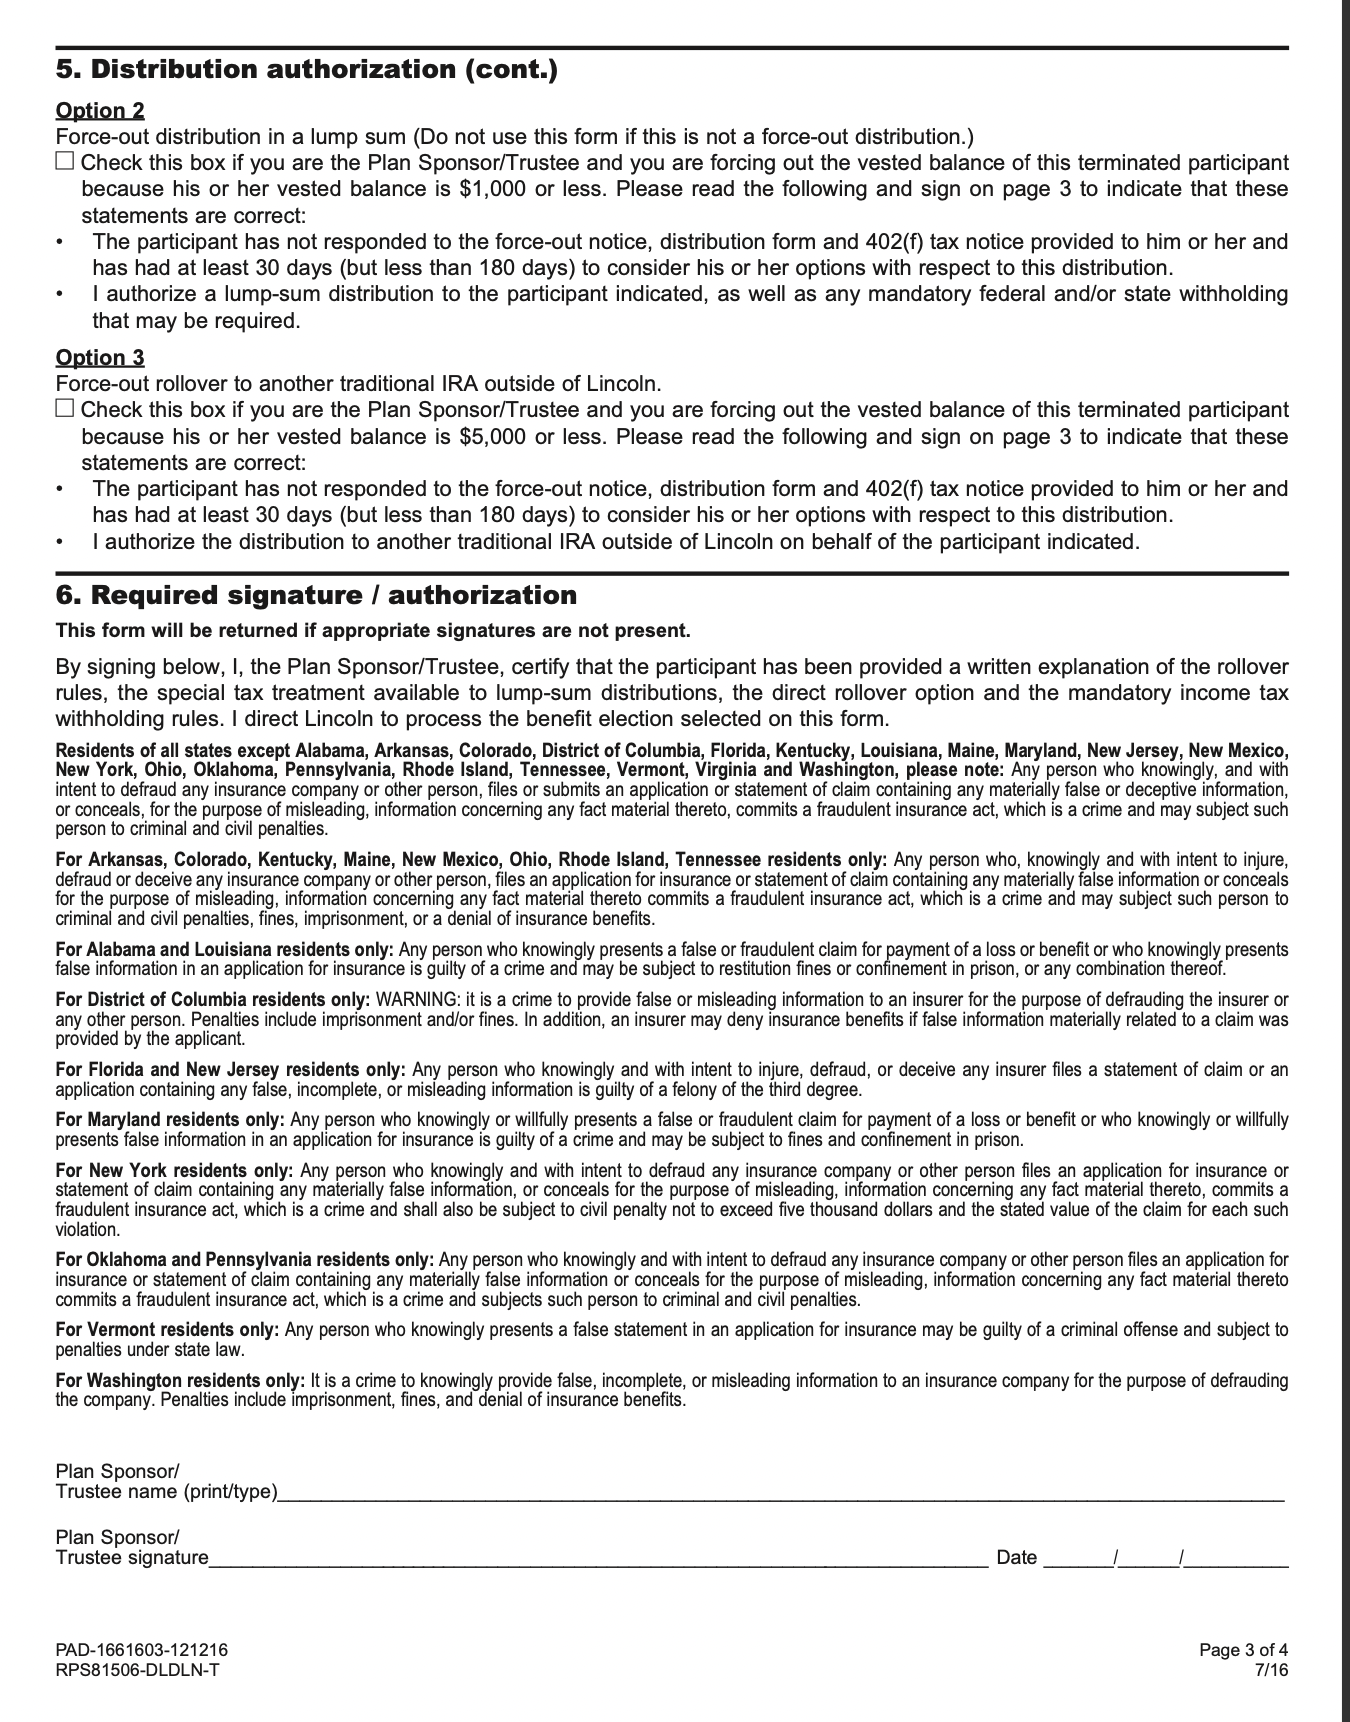 5. Distribution authorization (cont.)
Option 2
Force-out distribution in a lump sum (Do not use this form if this is not a force-out distribution.)
Check this box if you are the Plan Sponsor/Trustee and you are forcing out the vested balance of this terminated participant
because his or her vested balance is $1,000 or less. Please read the following and sign on page 3 to indicate that these
statements are correct:
• The participant has not responded to the force-out notice, distribution form and 402(f) tax notice provided to him or her and
has had at least 30 days (but less than 180 days) to consider his or her options with respect to this distribution.
• I authorize a lump-sum distribution to the participant indicated, as well as any mandatory federal and/or state withholding
that may be required.
Option 3
Force-out rollover to another traditional IRA outside of Lincoln.
Check this box if you are the Plan Sponsor/Trustee and you are forcing out the vested balance of this terminated participant
because his or her vested balance is $5,000 or less. Please read the following and sign on page 3 to indicate that these
statements are correct:
• The participant has not responded to the force-out notice, distribution form and 402(f) tax notice provided to him or her and
has had at least 30 days (but less than 180 days) to consider his or her options with respect to this distribution.
• I authorize the distribution to another traditional IRA outside of Lincoln on behalf of the participant indicated.
6. Required signature / authorization
This form will be returned if appropriate signatures are not present.
By signing below, I, the Plan Sponsor/Trustee, certify that the participant has been provided a written explanation of the rollover
rules, the special tax treatment available to lump-sum distributions, the direct rollover option and the mandatory income tax
withholding rules. I direct Lincoln to process the benefit election selected on this form.
Residents of all states except Alabama, Arkansas, Colorado, District of Columbia, Florida, Kentucky, Louisiana, Maine, Maryland, New Jersey, New Mexico,
New York, Ohio, Oklahoma, Pennsylvania, Rhode Island, Tennessee, Vermont, Virginia and Washington, please note: Any person who knowingly, and with
intent to defraud any insurance company or other person, files or submits an application or statement of claim containing any materially false or deceptive information,
or conceals, for the purpose of misleading, information concerning any fact material thereto, commits a fraudulent insurance act, which is a crime and may subject such
person to criminal and civil penalties.
For Arkansas, Colorado, Kentucky, Maine, New Mexico, Ohio, Rhode Island, Tennessee residents only: Any person who, knowingly and with intent to injure,
defraud or deceive any insurance company or other person, files an application for insurance or statement of claim containing any materially false information or conceals
for the purpose of misleading, information concerning any fact material thereto commits a fraudulent insurance act, which is a crime and may subject such person to
criminal and civil penalties, fines, imprisonment, or a denial of insurance benefits.
For Alabama and Louisiana residents only: Any person who knowingly presents a false or fraudulent claim for payment of a loss or benefit or who knowingly presents
false information in an application for insurance is guilty of a crime and may be subject to restitution fines or confinement in prison, or any combination thereof.
For District of Columbia residents only: WARNING: it is a crime to provide false or misleading information to an insurer for the purpose of defrauding the insurer or
any other person. Penalties include imprisonment and/or fines. In addition, an insurer may deny insurance benefits if false information materially related to a claim was
provided by the applicant.
For Florida and New Jersey residents only: Any person who knowingly and with intent to injure, defraud, or deceive any insurer files a statement of claim or an
application containing any false, incomplete, or misleading information is guilty of a felony of the third degree.
For Maryland residents only: Any person who knowingly or willfully presents a false or fraudulent claim for payment of a loss or benefit or who knowingly or willfully
presents false information in an application for insurance is guilty of a crime and may be subject to fines and confinement in prison.
For New York residents only: Any person who knowingly and with intent to defraud any insurance company or other person files an application for insurance or
statement of claim containing any materially false information, or conceals for the purpose of misleading, information concerning any fact material thereto, commits a
fraudulent insurance act, which is a crime and shall also be subject to civil penalty not to exceed five thousand dollars and the stated value of the claim for each such
violation.
For Oklahoma and Pennsylvania residents only: Any person who knowingly and with intent to defraud any insurance company or other person files an application for
insurance or statement of claim containing any materially false information or conceals for the purpose of misleading, information concerning any fact material thereto
commits a fraudulent insurance act, which is a crime and subjects such person to criminal and civil penalties.
For Vermont residents only: Any person who knowingly presents a false statement in an application for insurance may be guilty of a criminal offense and subject to
penalties under state law.
For Washington residents only: It is a crime to knowingly provide false, incomplete, or misleading information to an insurance company for the purpose of defrauding
the company. Penalties include imprisonment, fines, and denial of insurance benefits.
Plan Sponsor/
Trustee name (print/type)
Plan Sponsor/
Trustee signature Date / /
PAD-1661603-121216 Page 3 of 4
RPS81506-DLDLN-T 7/16